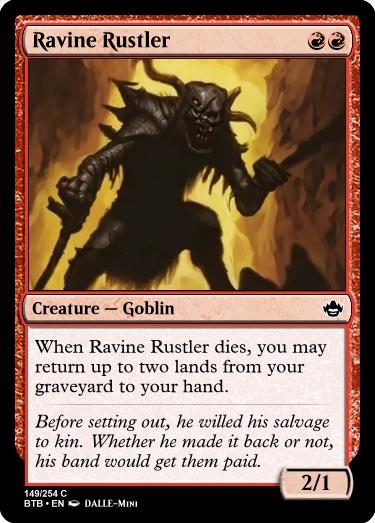 Ravine Rustler
Creature — Goblin
When Ravine Rustler dies, you may
return up to two lands from your
graveyard to your hand.
Before setting out, he willed his salvage
to kin. Whether he made it back or not,
his band would get them paid.
2/1
149/254 C
BTB • EN DALLE-Mini